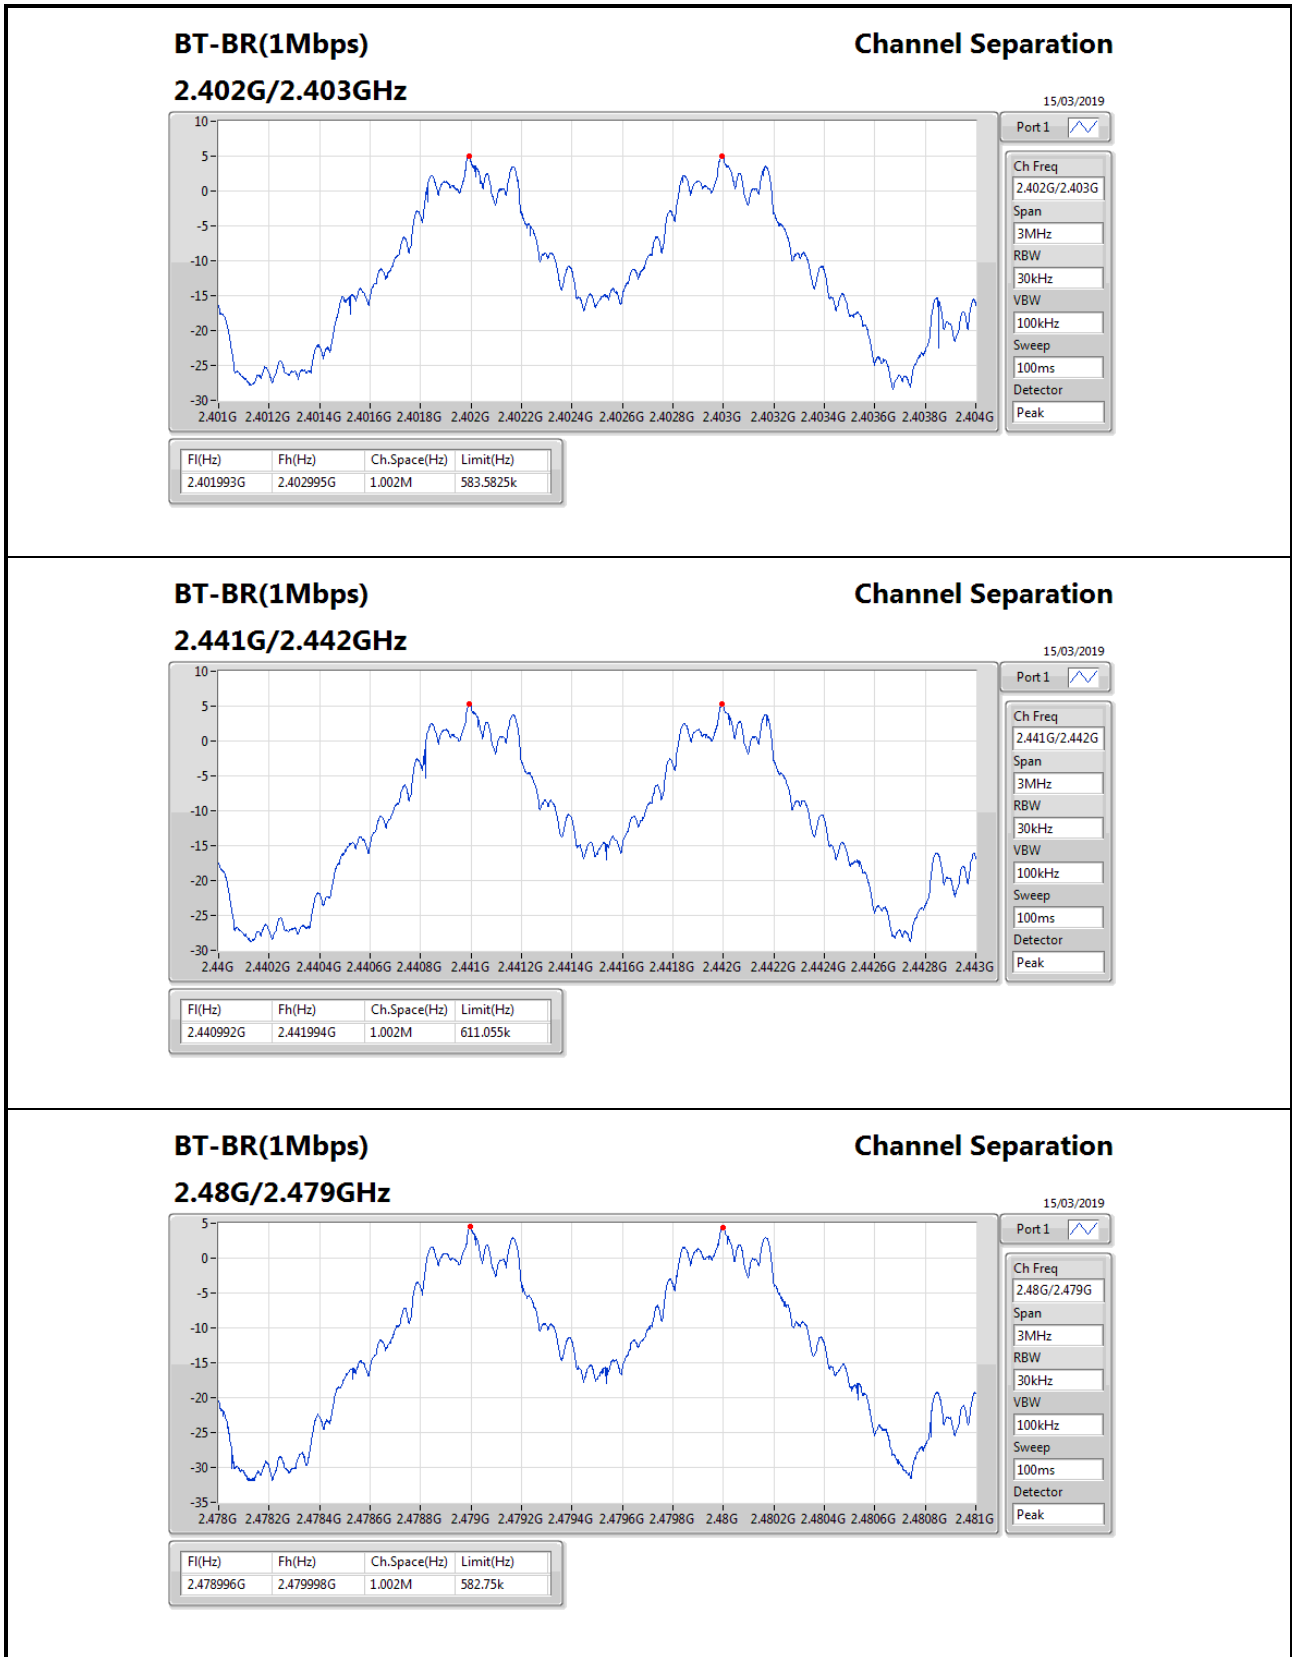 BT-BR(1Mbps) Channel Separation
2.402G/2.403GHz
15/03/2019
Port 1
10
5
0
-5
-10
-15
-20
-25
-30
2.401G 2.4012G 2.4014G 2.4016G 2.4018G 2.402G 2.4022G 2.4024G 2.4026G 2.4028G 2.403G 2.4032G 2.4034G 2.4036G 2.4038G 2.404G
Ch Freq
2.402G/2.403G
Span
3MHz
RBW
30kHz
VBW
100kHz
Sweep
100ms
Detector
Peak
Fl(Hz) Fh(Hz) Ch.Space(Hz) Limit(Hz)
2.401993G 2.402995G 1.002M 583.5825k
BT-BR(1Mbps) Channel Separation
2.441G/2.442GHz
15/03/2019
Port 1
10
5
0
-5
-10
-15
-20
-25
-30
2.44G 2.4402G 2.4404G 2.4406G 2.4408G 2.441G 2.4412G 2.4414G 2.4416G 2.4418G 2.442G 2.4422G 2.4424G 2.4426G 2.4428G 2.443G
Ch Freq
2.441G/2.442G
Span
3MHz
RBW
30kHz
VBW
100kHz
Sweep
100ms
Detector
Peak
Fl(Hz) Fh(Hz) Ch.Space(Hz) Limit(Hz)
2.440992G 2.441994G 1.002M 611.055k
BT-BR(1Mbps) Channel Separation
2.48G/2.479GHz
15/03/2019
Port 1
5
0
-5
-10
-15
-20
-25
-30
-35
2.478G 2.4782G 2.4784G 2.4786G 2.4788G 2.479G 2.4792G 2.4794G 2.4796G 2.4798G 2.48G 2.4802G 2.4804G 2.4806G 2.4808G 2.481G
Ch Freq
2.48G/2.479G
Span
3MHz
RBW
30kHz
VBW
100kHz
Sweep
100ms
Detector
Peak
Fl(Hz) Fh(Hz) Ch.Space(Hz) Limit(Hz)
2.478996G 2.479998G 1.002M 582.75k